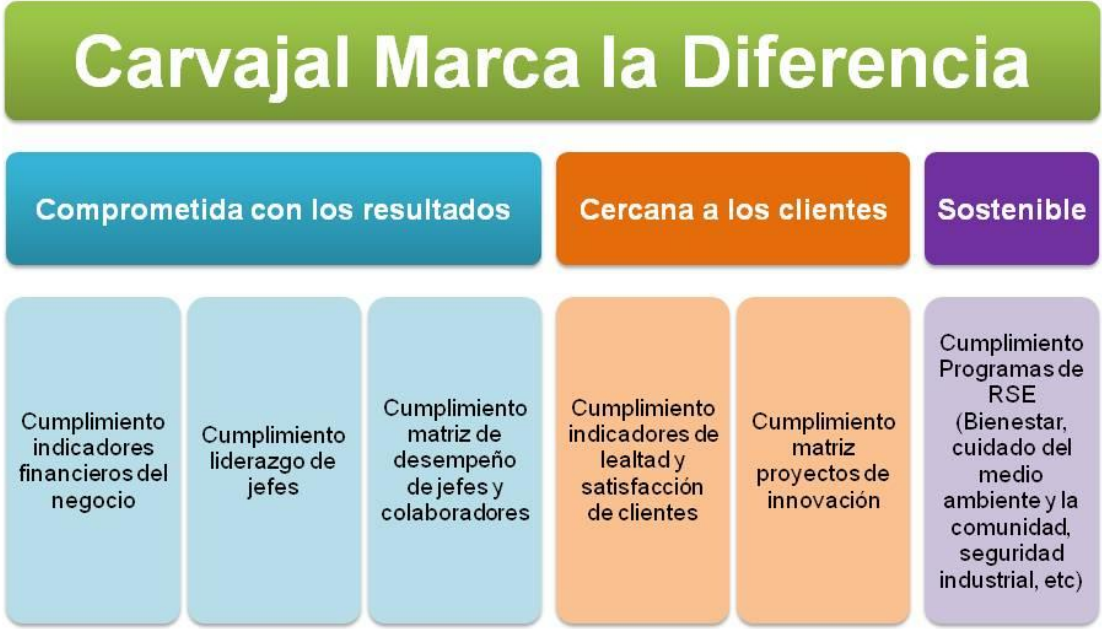 Carvajal Marca la Diferencia
Comprometida con los resultados
Cercana a los clientes
Sostenible
Cumplimiento
indicadores
financieros del
negocio
Cumplimiento
liderazgo de
jefes
Cumplimiento
matriz de
desempeño
de jefes y
colaboradores
Cumplimiento
indicadores de
lealtad y
satisfacción
de clientes
Cumplimiento
matriz
proyectos de
innovación
Cumplimiento
Programas de
RSE
(Bienestar,
cuidado del
medio
ambiente y la
comunidad,
seguridad
industrial, etc)